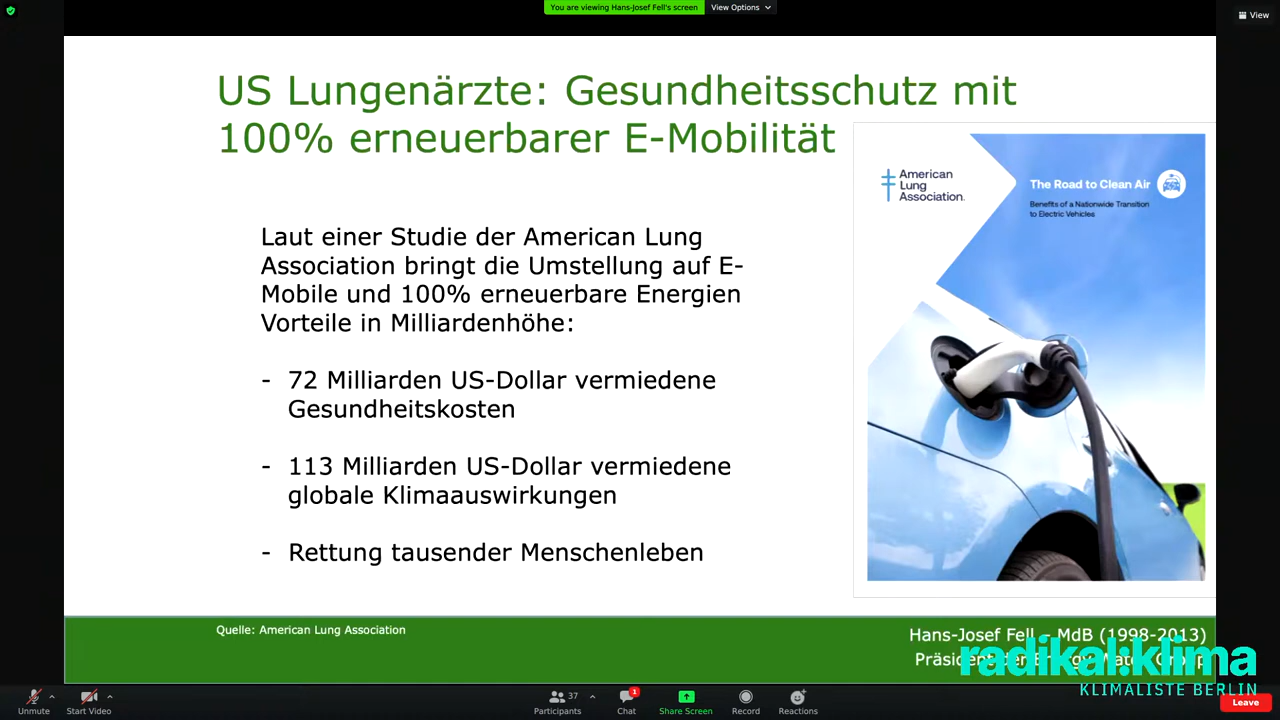 You are viewing Hans-Josef Fell's screen
View Options
View
US Lungenärzte: Gesundheitsschutz mit
100% erneuerbarer E-Mobilität
American
Lung
Association.
The Road to Clean Air
Benefits of a Nationwide Transition
to Electric Vehicles
Laut einer Studie der American Lung
Association bringt die Umstellung auf E-
Mobile und 100% erneuerbare Energien
Vorteile in Milliardenhöhe:
- 72 Milliarden US-Dollar vermiedene
Gesundheitskosten
- 113 Milliarden US-Dollar vermiedene
globale Klimaauswirkungen
- Rettung tausender Menschenleben
Quelle: American Lung Association
Hans-Josef Fell - MdB (1998-2013)
Präsident der Energy Watch Group
radikal:klima
KLIMALISTE BERLIN
Unmute
Start Video
37
Participants
1
Chat
Share Screen
Record
Reactions
Leave